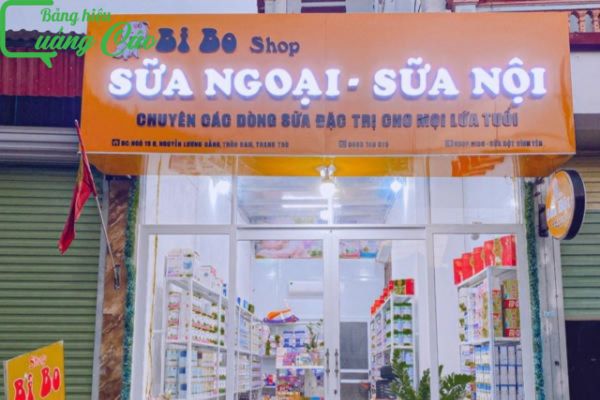 Bảng hiệu
Quảng Cáo
Bi Bo Shop
SỮA NGOẠI - SỮA NỘI
CHUYÊN CÁC DÒNG SỮA ĐẶC TRỊ CHO MỌI LỨA TUỔI
Shop
Bi Bo